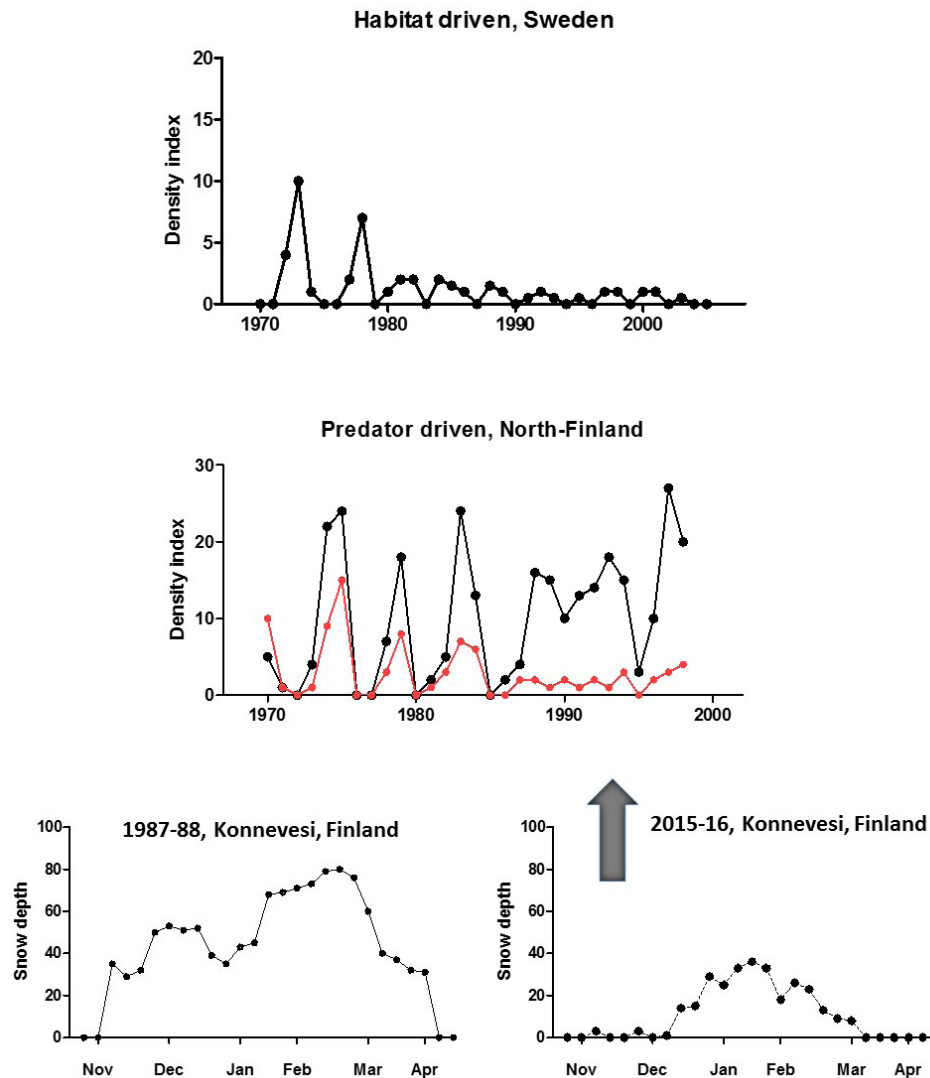 Habitat driven, Sweden
20
15
10
5
0
Density index
1970
1980
1990
2000
Predator driven, North-Finland
30
20
10
0
Density index
1970
1980
1990
2000
1987-88, Konnevesi, Finland
100
80
60
40
20
0
Snow depth
Nov
Dec
Jan
Feb
Mar
Apr
2015-16, Konnevesi, Finland
100
80
60
40
20
0
Snow depth
Nov
Dec
Jan
Feb
Mar
Apr